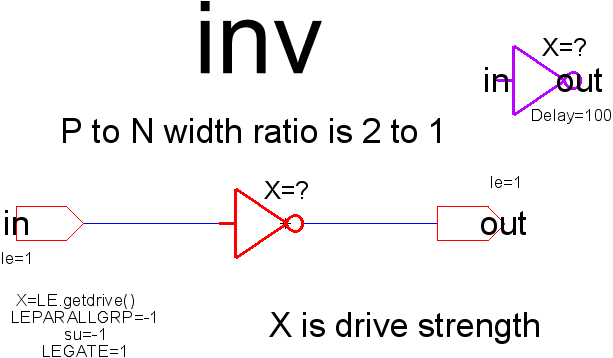 inv
X=?
in out
Delay=100
P to N width ratio is 2 to 1
le=1
X=?
in
out
le=1
X=LE.getdrive()
LEPARALLGRP=-1
su=-1
LEGATE=1
X is drive strength